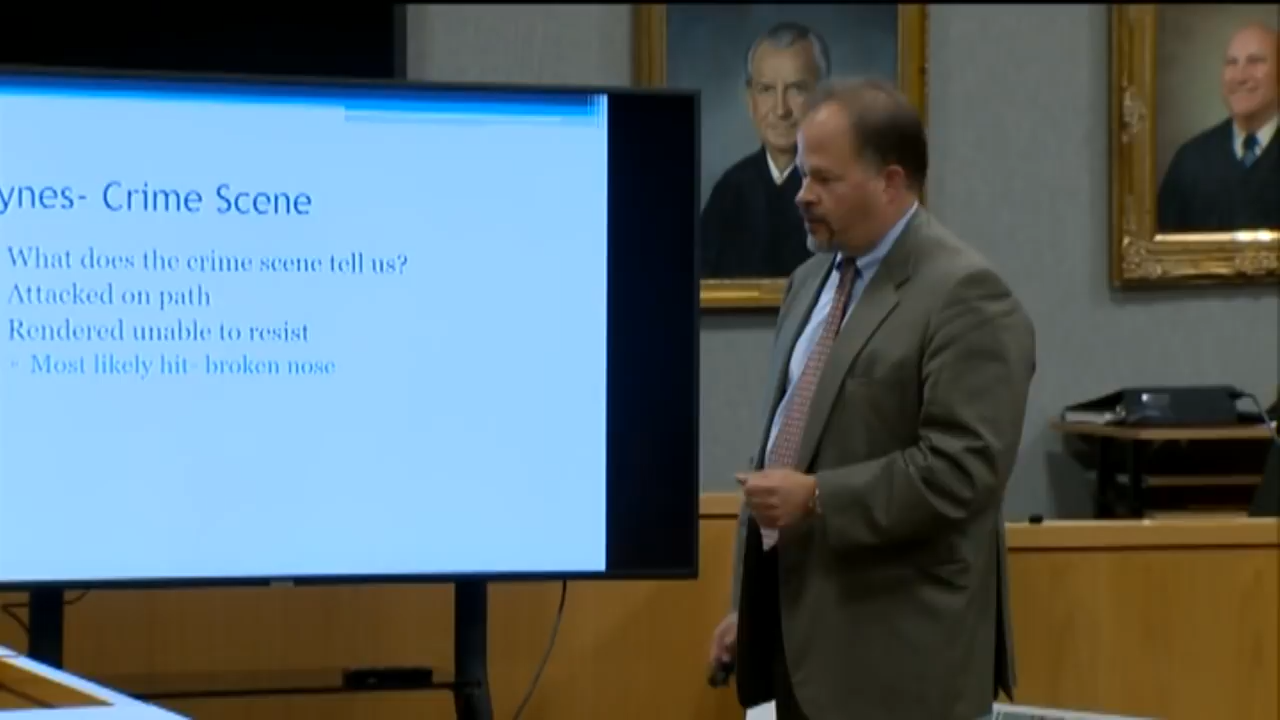 ynes- Crime Scene
What does the crime scene tell us?
Attacked on path
Rendered unable to resist
Most likely hit- broken nose